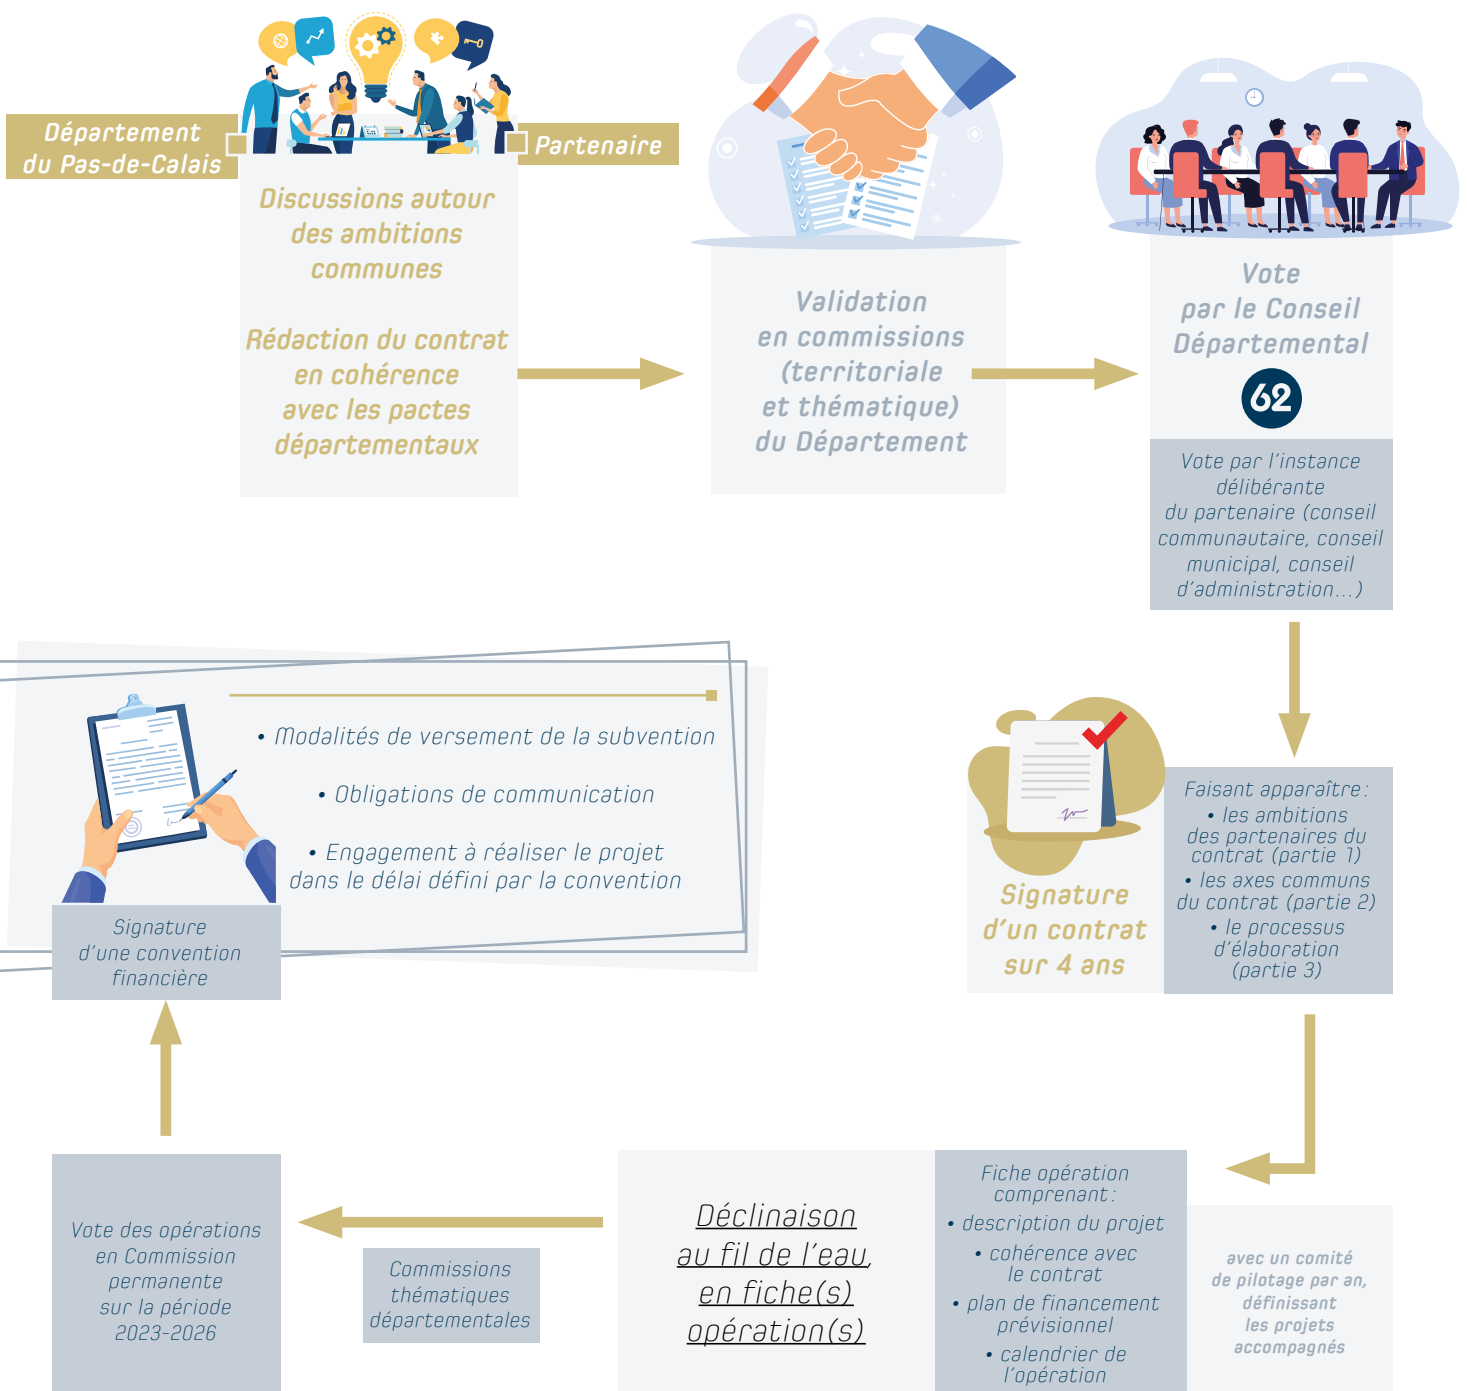 Département
du Pas-de-Calais
Partenaire
Discussions autour
des ambitions
communes
Rédaction du contrat
en cohérence
avec les pactes
départementaux
Validation
en commissions
(territoriale
et thématique)
du Département
Vote
par le Conseil
Départemental
62
Vote par l'instance
délibérante
du partenaire (conseil
communautaire, conseil
municipal, conseil
d'administration...)
Signature
d'un contrat
sur 4 ans
Faisant apparaître :
• les ambitions
des partenaires du
contrat (partie 1)
• les axes communs
du contrat (partie 2)
• le processus
d'élaboration
(partie 3)
avec un comité
de pilotage par an,
définissant
les projets
accompagnés
Fiche opération
comprenant :
• description du projet
• cohérence avec
le contrat
• plan de financement
prévisionnel
• calendrier de
l'opération
Déclinaison
au fil de l'eau,
en fiche(s)
opération(s)
Commissions
thématiques
départementales
Vote des opérations
en Commission
permanente
sur la période
2023-2026
Signature
d'une convention
financière
• Modalités de versement de la subvention
• Obligations de communication
• Engagement à réaliser le projet
dans le délai défini par la convention